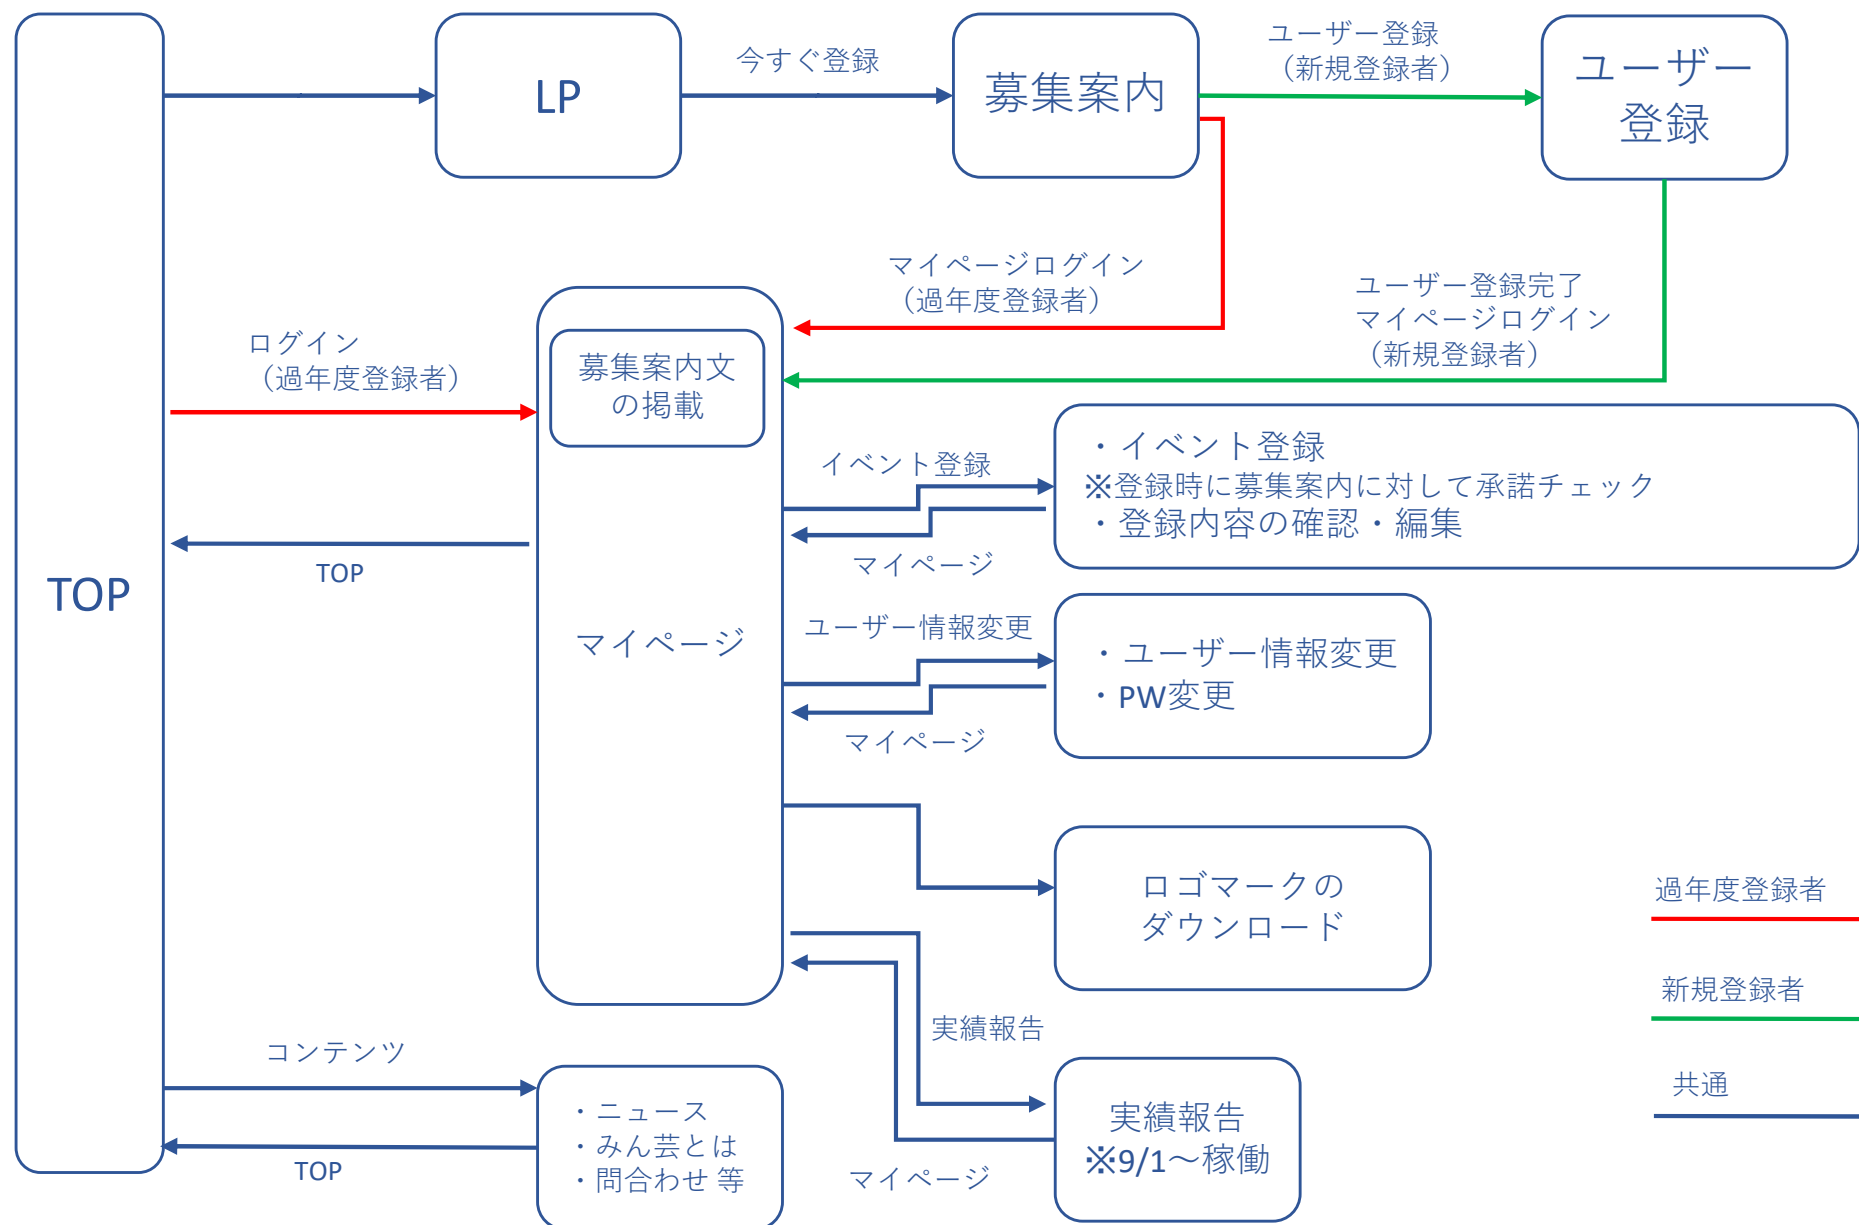 TOP
LP
今すぐ登録
募集案内
ユーザー登録
（新規登録者）
ユーザー
登録
マイページログイン
（過年度登録者）
ユーザー登録完了
マイページログイン
（新規登録者）
ログイン
（過年度登録者）
募集案内文
の掲載
マイページ
TOP
イベント登録
マイページ
・イベント登録
※登録時に募集案内に対して承諾チェック
・登録内容の確認・編集
ユーザー情報変更
マイページ
・ユーザー情報変更
・PW変更
ロゴマークの
ダウンロード
実績報告
マイページ
実績報告
※9/1～稼働
コンテンツ
TOP
・ニュース
・みん芸とは
・問合わせ 等
過年度登録者
新規登録者
共通